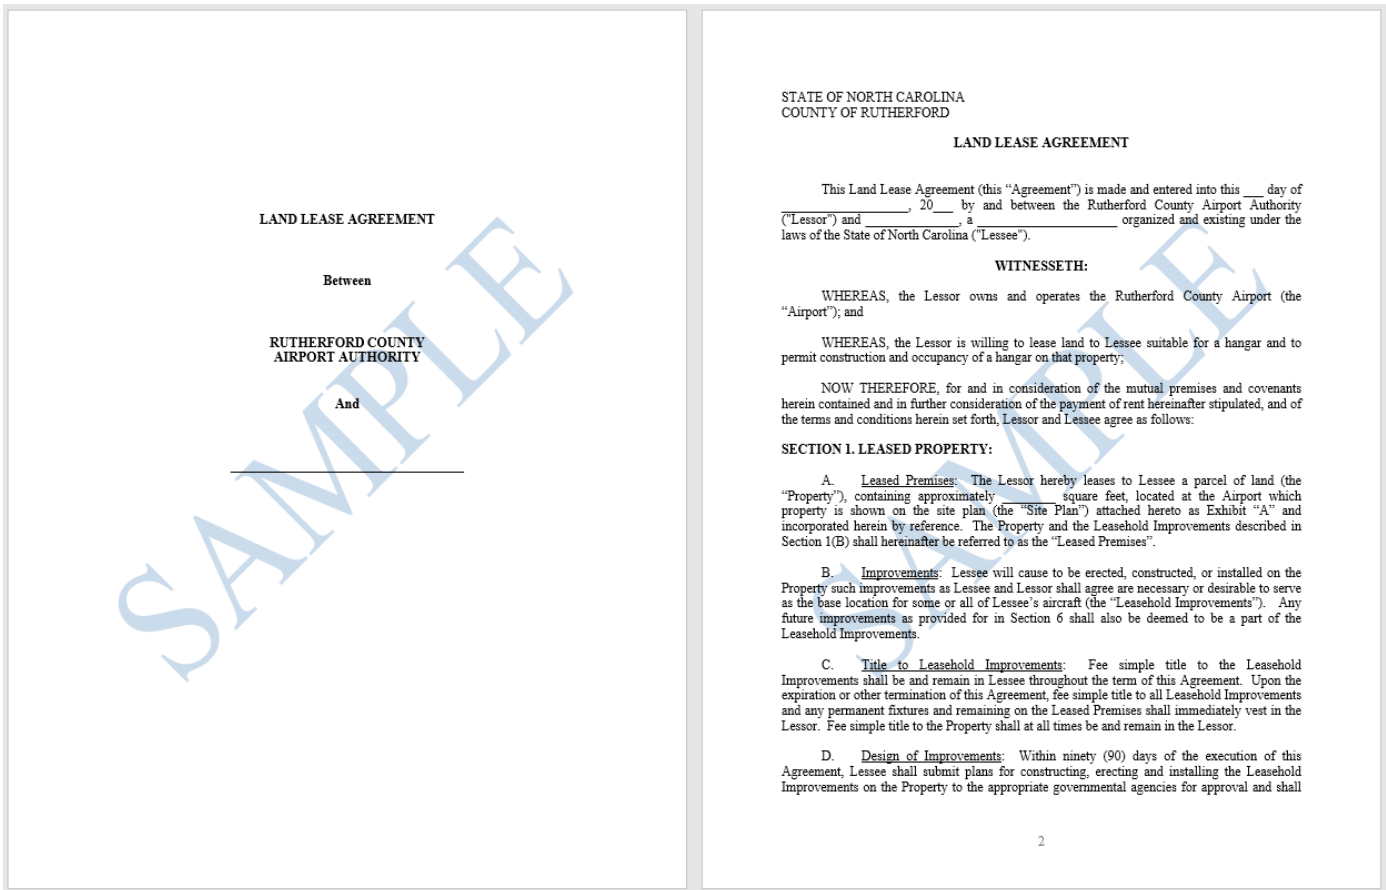 LAND LEASE AGREEMENT
Between
RUTHERFORD COUNTY
AIRPORT AUTHORITY
And
SAMPLE
STATE OF NORTH CAROLINA
COUNTY OF RUTHERFORD
LAND LEASE AGREEMENT
This Land Lease Agreement (this “Agreement”) is made and entered into this ___ day of
___________________, 20___ by and between the Rutherford County Airport Authority
("Lessor") and ______________, a _____________________ organized and existing under the
laws of the State of North Carolina ("Lessee").
WITNESSETH:
WHEREAS, the Lessor owns and operates the Rutherford County Airport (the
“Airport”); and
WHEREAS, the Lessor is willing to lease land to Lessee suitable for a hangar and to
permit construction and occupancy of a hangar on that property;
NOW THEREFORE, for and in consideration of the mutual premises and covenants
herein contained and in further consideration of the payment of rent hereinafter stipulated, and of
the terms and conditions herein set forth, Lessor and Lessee agree as follows:
SECTION 1. LEASED PROPERTY:
A. Leased Premises: The Lessor hereby leases to Lessee a parcel of land (the
“Property”), containing approximately ________ square feet, located at the Airport which
property is shown on the site plan (the “Site Plan”) attached hereto as Exhibit “A” and
incorporated herein by reference. The Property and the Leasehold Improvements described in
Section 1(B) shall hereinafter be referred to as the “Leased Premises”.
B. Improvements: Lessee will cause to be erected, constructed, or installed on the
Property such improvements as Lessee and Lessor shall agree are necessary or desirable to serve
as the base location for some or all of Lessee’s aircraft (the “Leasehold Improvements”). Any
future improvements as provided for in Section 6 shall also be deemed to be a part of the
Leasehold Improvements.
C. Title to Leasehold Improvements: Fee simple title to the Leasehold
Improvements shall be and remain in Lessee throughout the term of this Agreement. Upon the
expiration or other termination of this Agreement, fee simple title to all Leasehold Improvements
and any permanent fixtures and remaining on the Leased Premises shall immediately vest in the
Lessor. Fee simple title to the Property shall at all times be and remain in the Lessor.
D. Design of Improvements: Within ninety (90) days of the execution of this
Agreement, Lessee shall submit plans for constructing, erecting and installing the Leasehold
Improvements on the Property to the appropriate governmental agencies for approval and shall
SAMPLE
2